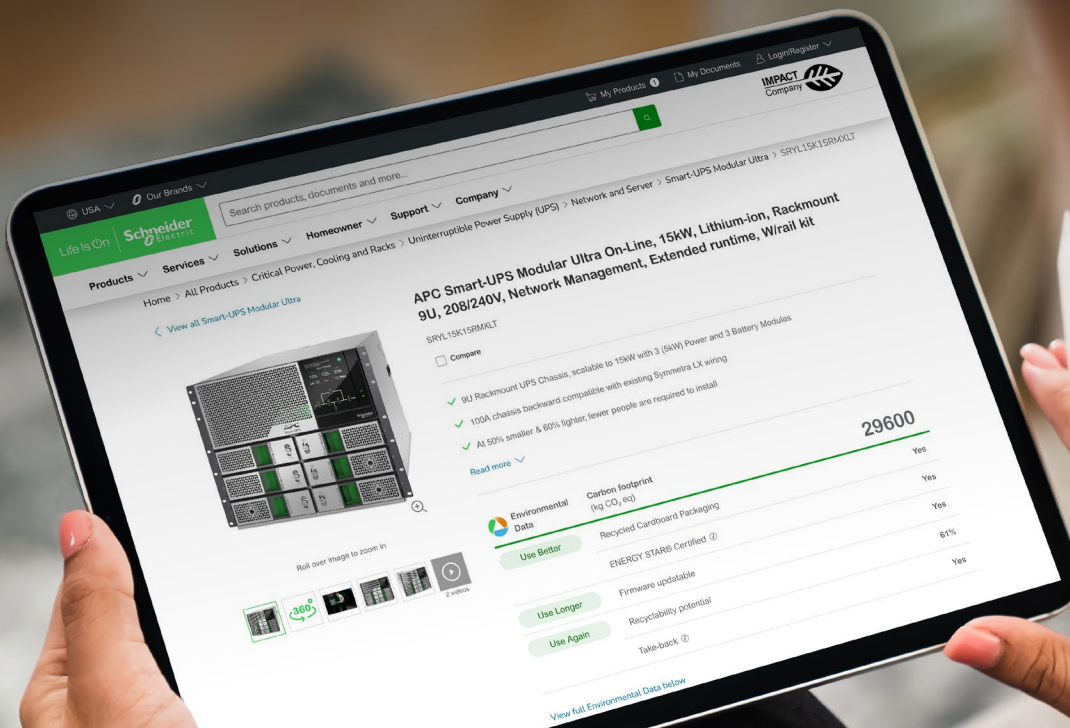 USA
Our Brands
My Products 1
My Documents
Login/Register
Life Is On
Schneider
Electric
Search products, documents and more...
IMPACT
Company
Products
Services
Solutions
Homeowner
Support
Company
Home > All Products > Critical Power, Cooling and Racks > Uninterruptible Power Supply (UPS) > Network and Server > Smart-UPS Modular Ultra > SRYL15K15RMXLT
View all Smart-UPS Modular Ultra
APC Smart-UPS Modular Ultra On-Line, 15kW, Lithium-ion, Rackmount
9U, 208/240V, Network Management, Extended runtime, W/rail kit
SRYL15K15RMXLT
Compare
9U Rackmount UPS Chassis, scalable to 15kW with 3 (5kW) Power and 3 Battery Modules
100A chassis backward compatible with existing Symmetra LX wiring
At 50% smaller & 60% lighter, fewer people are required to install
Read more
APC
Roll over image to zoom in
360°
2 videos
Environmental
Data
Carbon footprint
(kg CO₂ eq)
29600
Use Better
Recycled Cardboard Packaging
Yes
ENERGY STAR® Certified
Yes
Use Longer
Firmware updatable
Yes
Use Again
Recyclability potential
61%
Take-back
Yes
View full Environmental Data below